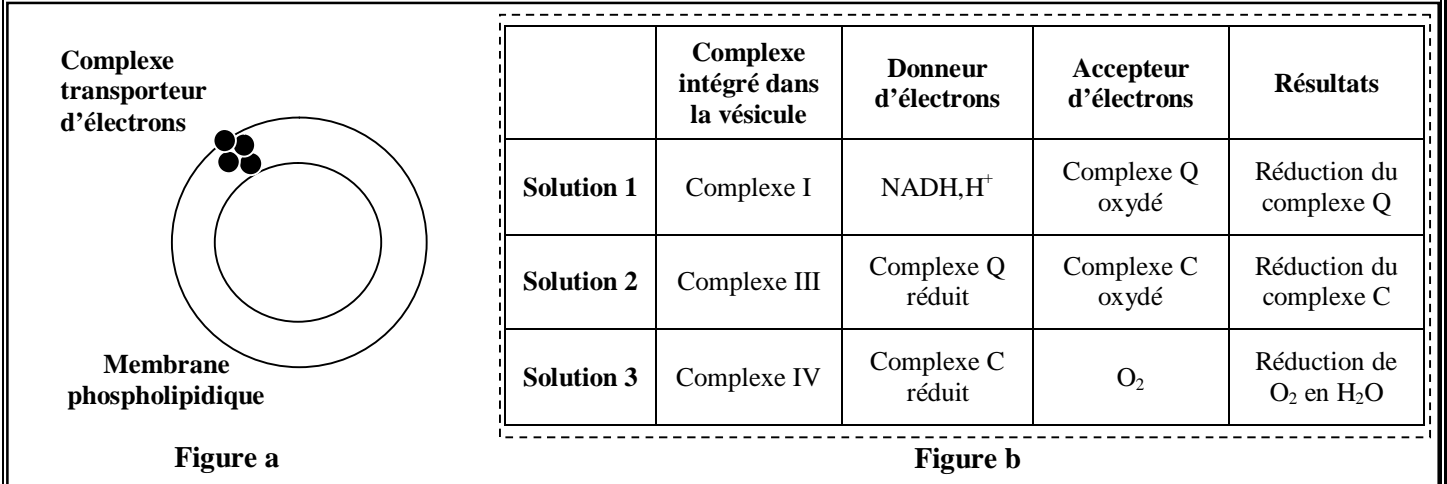 Complexe
transporteur
d'électrons
Membrane
phospholipidique
Figure a
Complexe
intégré dans
la vésicule
Donneur
d'électrons
Accepteur
d'électrons
Résultats
Solution 1
Complexe I
NADH,H⁺
Complexe Q
oxydé
Réduction du
complexe Q
Solution 2
Complexe III
Complexe Q
réduit
Complexe C
oxydé
Réduction du
complexe C
Solution 3
Complexe IV
Complexe C
réduit
O₂
Réduction de
O₂ en H₂O
Figure b